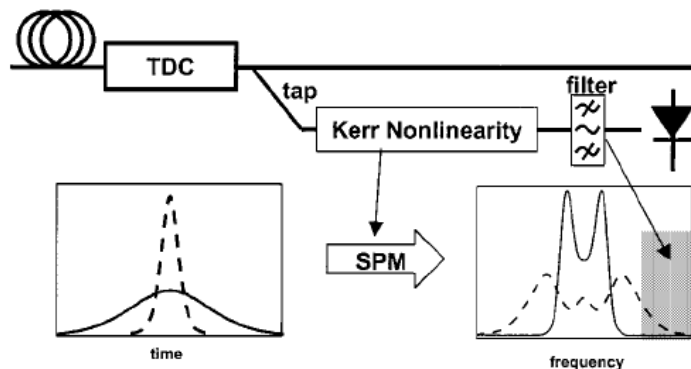 TDC
tap
filter
Kerr Nonlinearity
SPM
time
frequency